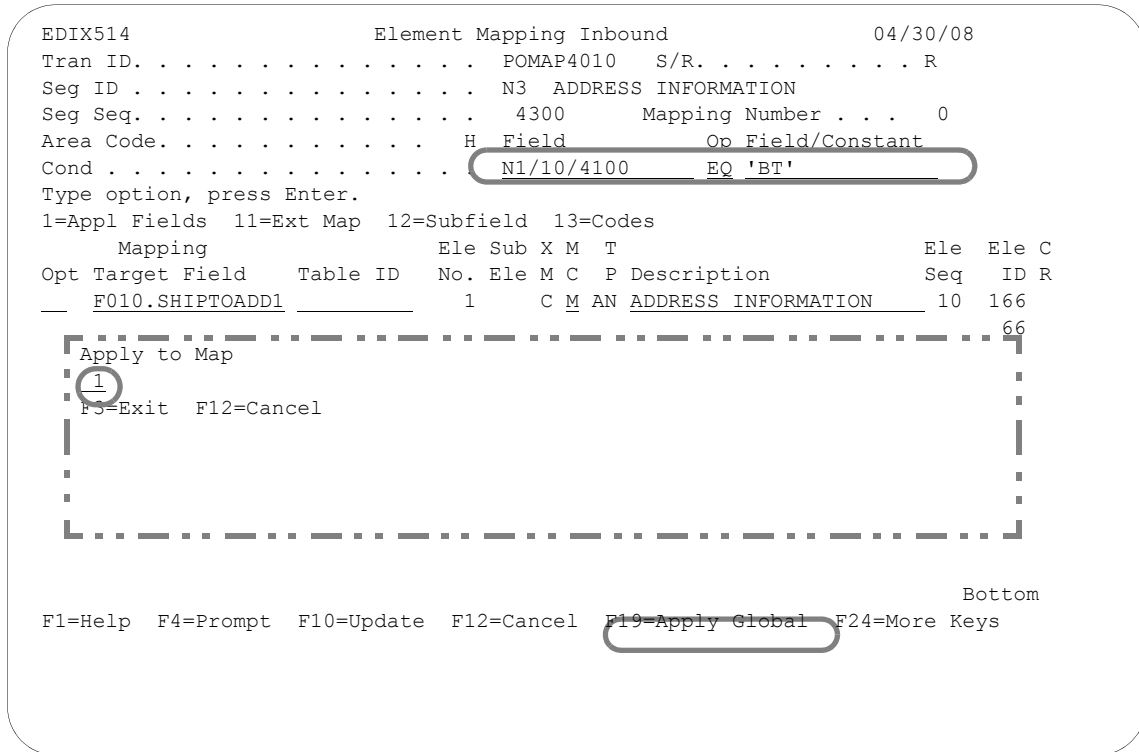 EDIX514 Element Mapping Inbound 04/30/08
Tran ID. . . . . . . . . . . . . . POMAP4010 S/R. . . . . . . . . R
Seg ID . . . . . . . . . . . . . . N3 ADDRESS INFORMATION
Seg Seq. . . . . . . . . . . . . . 4300 Mapping Number . . . 0
Area Code. . . . . . . . . . . H Field Op Field/Constant
Cond . . . . . . . . . . . . . . N1/10/4100 EQ 'BT'
Type option, press Enter.
1=Appl Fields 11=Ext Map 12=Subfield 13=Codes
Mapping Ele Sub X M T Ele Ele C
Opt Target Field Table ID No. Ele M C P Description Seq ID R
F010.SHIPTOADD1 1 C M AN ADDRESS INFORMATION 10 166
66
Apply to Map
1
F3=Exit F12=Cancel
Bottom
F1=Help F4=Prompt F10=Update F12=Cancel F19=Apply Global F24=More Keys